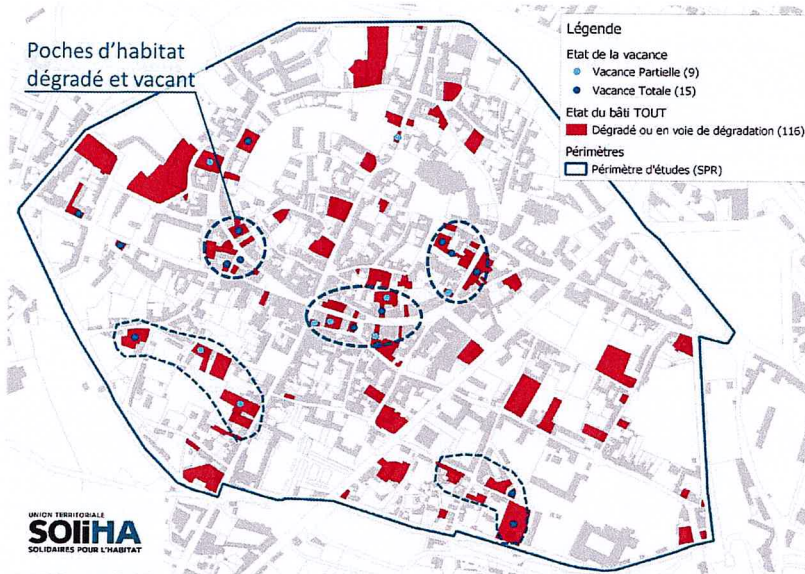 Poches d'habitat
dégradé et vacant
Légende
Etat de la vacance
Vacance Partielle (9)
Vacance Totale (15)
Etat du bâti TOUT
Dégradé ou en voie de dégradation (116)
Périmètres
Périmètre d'études (SPR)
UNION TERRITORIALE
SOLiHA
SOLIDAIRES POUR L'HABITAT